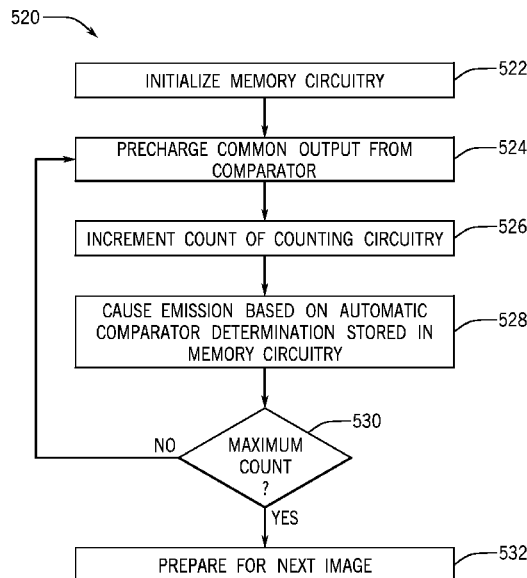 520
INITIALIZE MEMORY CIRCUITRY
522
PRECHARGE COMMON OUTPUT FROM
COMPARATOR
524
INCREMENT COUNT OF COUNTING CIRCUITRY
526
CAUSE EMISSION BASED ON AUTOMATIC
COMPARATOR DETERMINATION STORED IN
MEMORY CIRCUITRY
528
530
NO
MAXIMUM
COUNT
?
YES
PREPARE FOR NEXT IMAGE
532